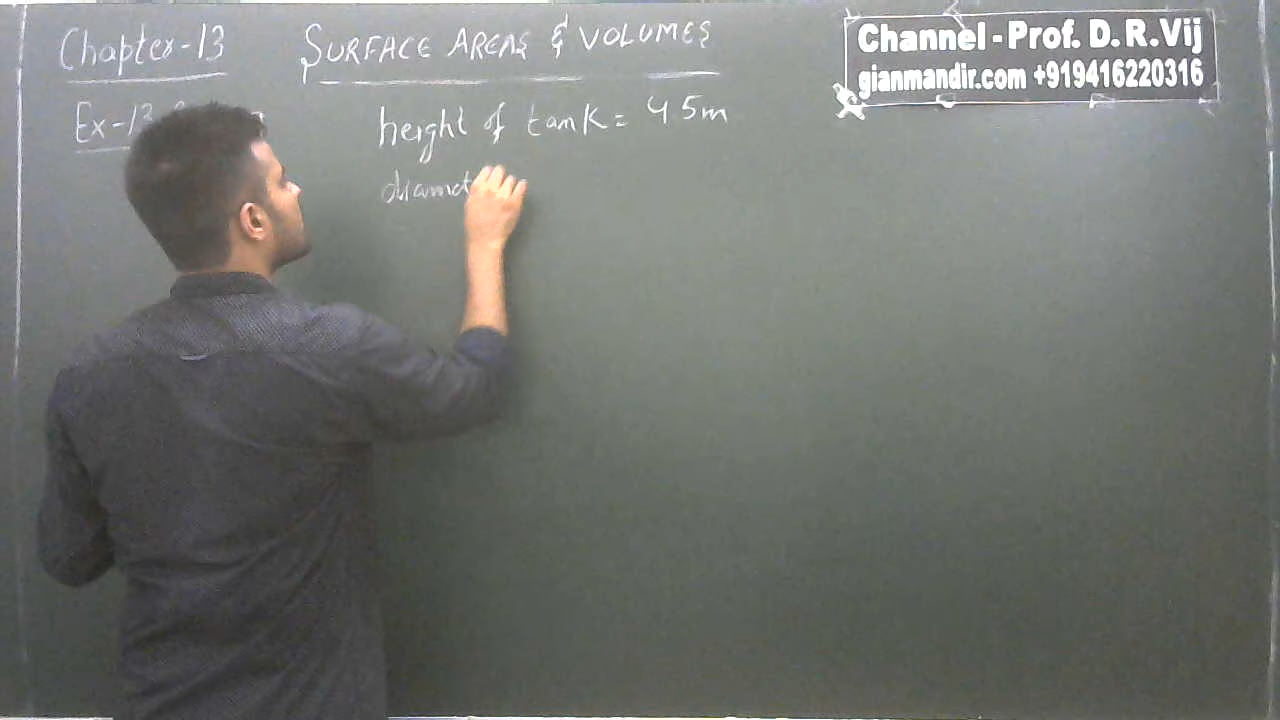 Chapter-13 SURFACE AREAS & VOLUMES
Channel - Prof. D. R. Vij
gianmandir.com +919416220316
Ex-13
height of tank = 4.5m
diamet